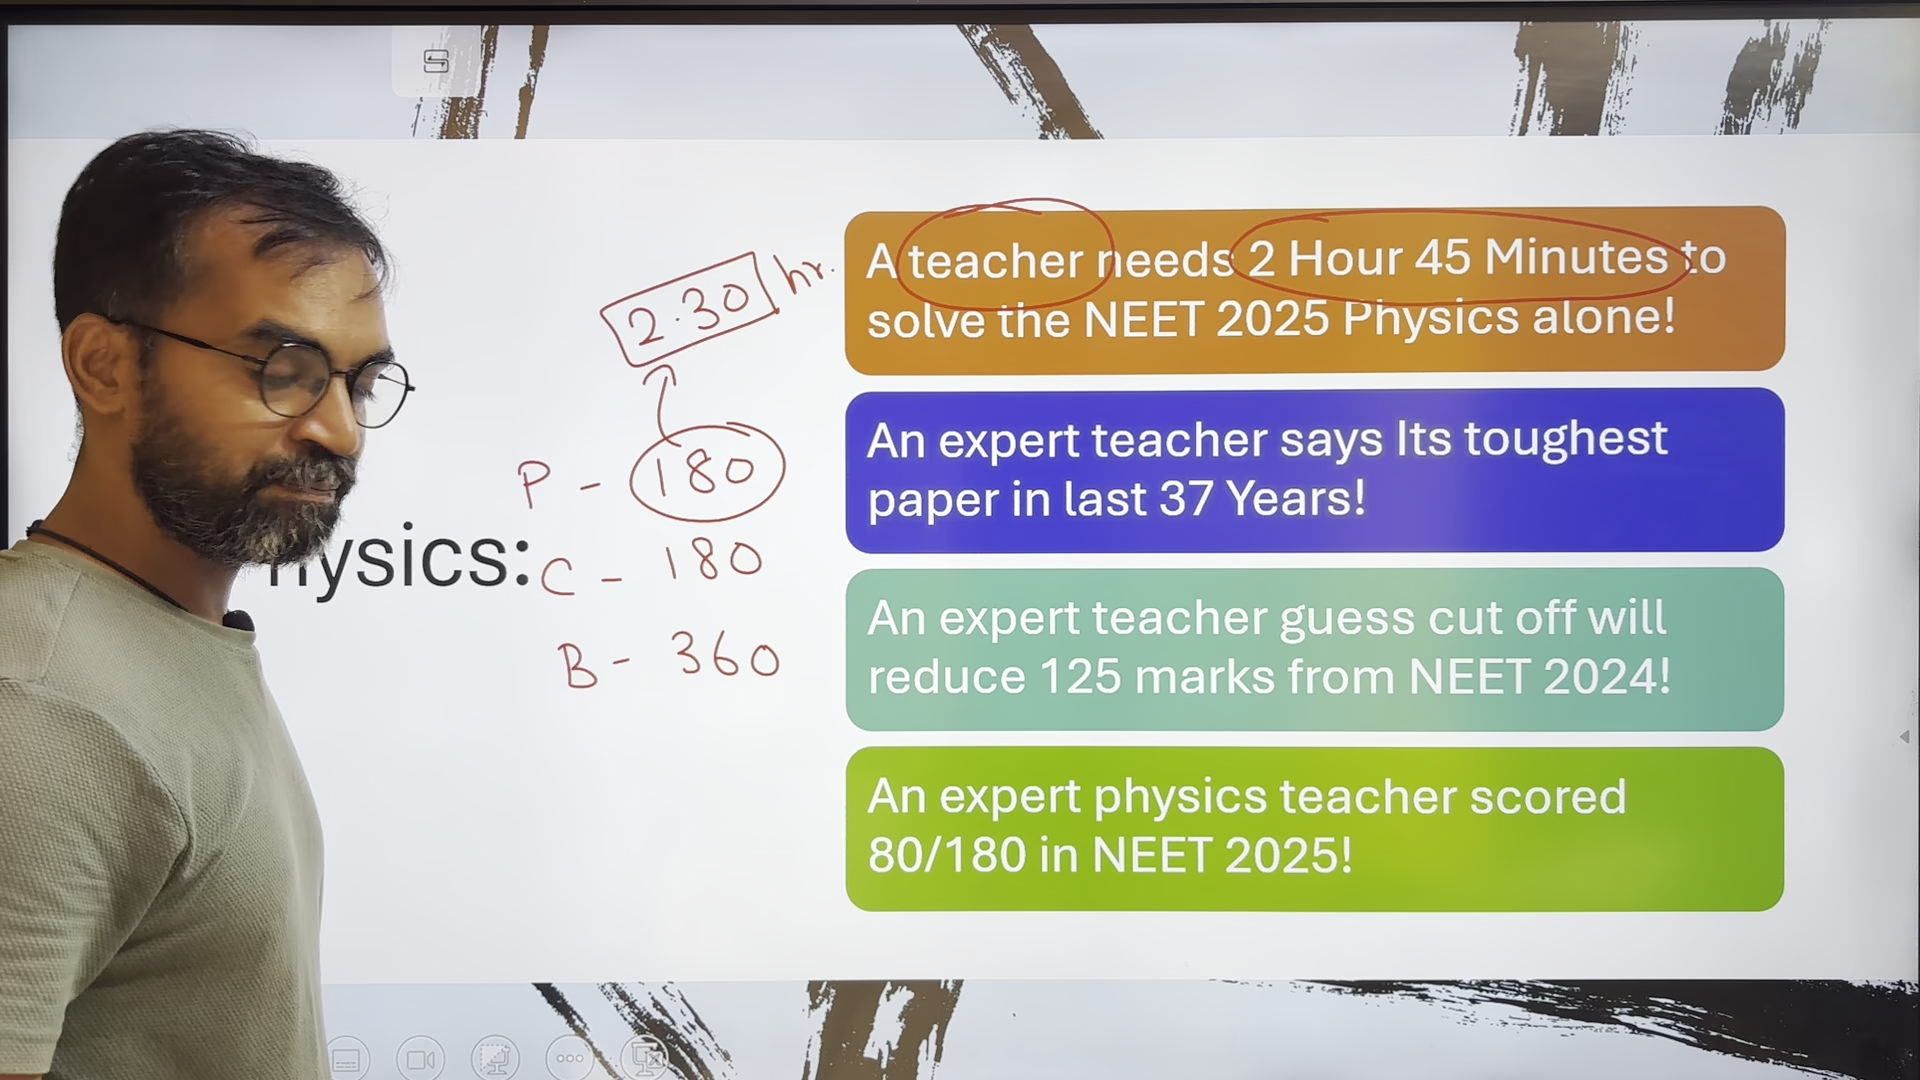 ysics:
2.30 hr.
P - 180
C - 180
B - 360
A teacher needs 2 Hour 45 Minutes to
solve the NEET 2025 Physics alone!
An expert teacher says Its toughest
paper in last 37 Years!
An expert teacher guess cut off will
reduce 125 marks from NEET 2024!
An expert physics teacher scored
80/180 in NEET 2025!